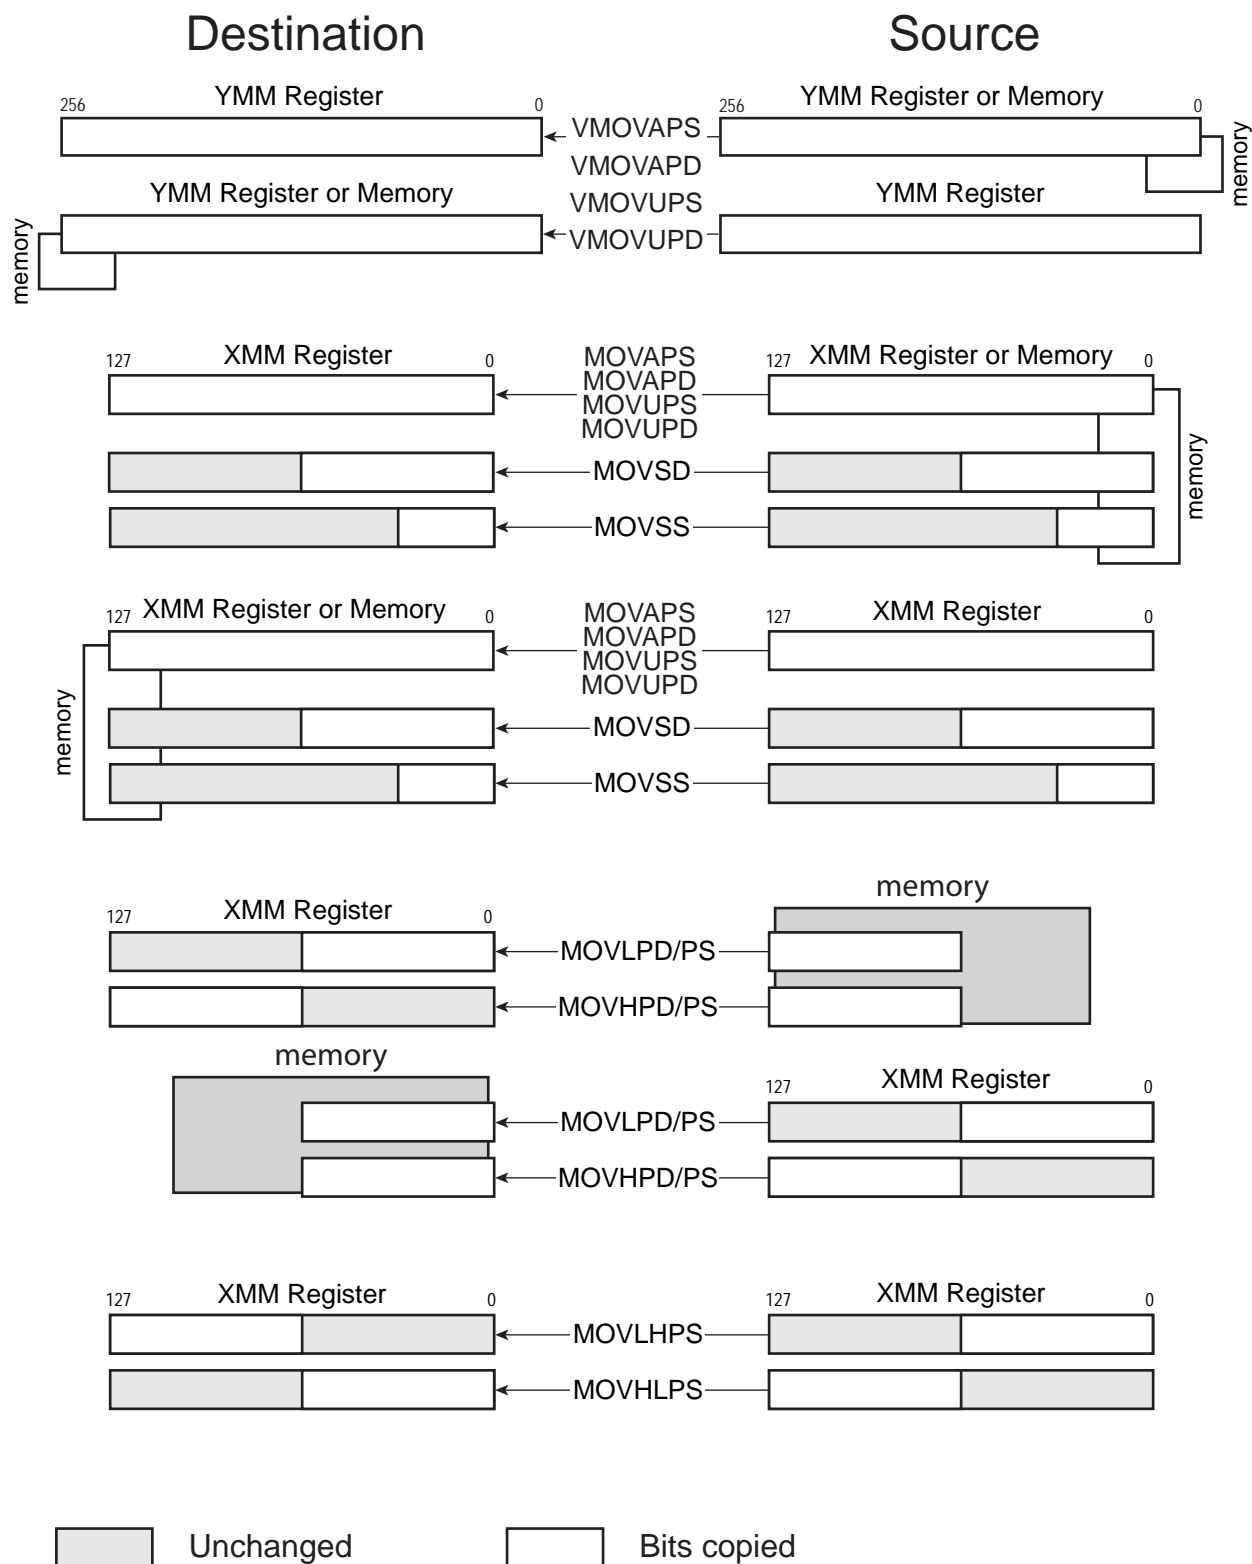 Destination Source
YMM Register YMM Register or Memory
256 0 256 0
VMOVAPS
memory
VMOVAPD
YMM Register or Memory YMM Register
VMOVUPS
memory
VMOVUPD
XMM Register XMM Register or Memory
127 0 127 0
MOVAPS
MOVAPD
MOVUPS
MOVUPD
memory
MOVSD
MOVSS
XMM Register or Memory XMM Register
127 0 127 0
MOVAPS
MOVAPD
MOVUPS
MOVUPD
memory
MOVSD
MOVSS
memory
XMM Register
127 0
MOVLPD/PS
MOVHPD/PS
memory
XMM Register
127 0
MOVLPD/PS
MOVHPD/PS
XMM Register XMM Register
127 0 127 0
MOVLHPS
MOVHLPS
Unchanged Bits copied